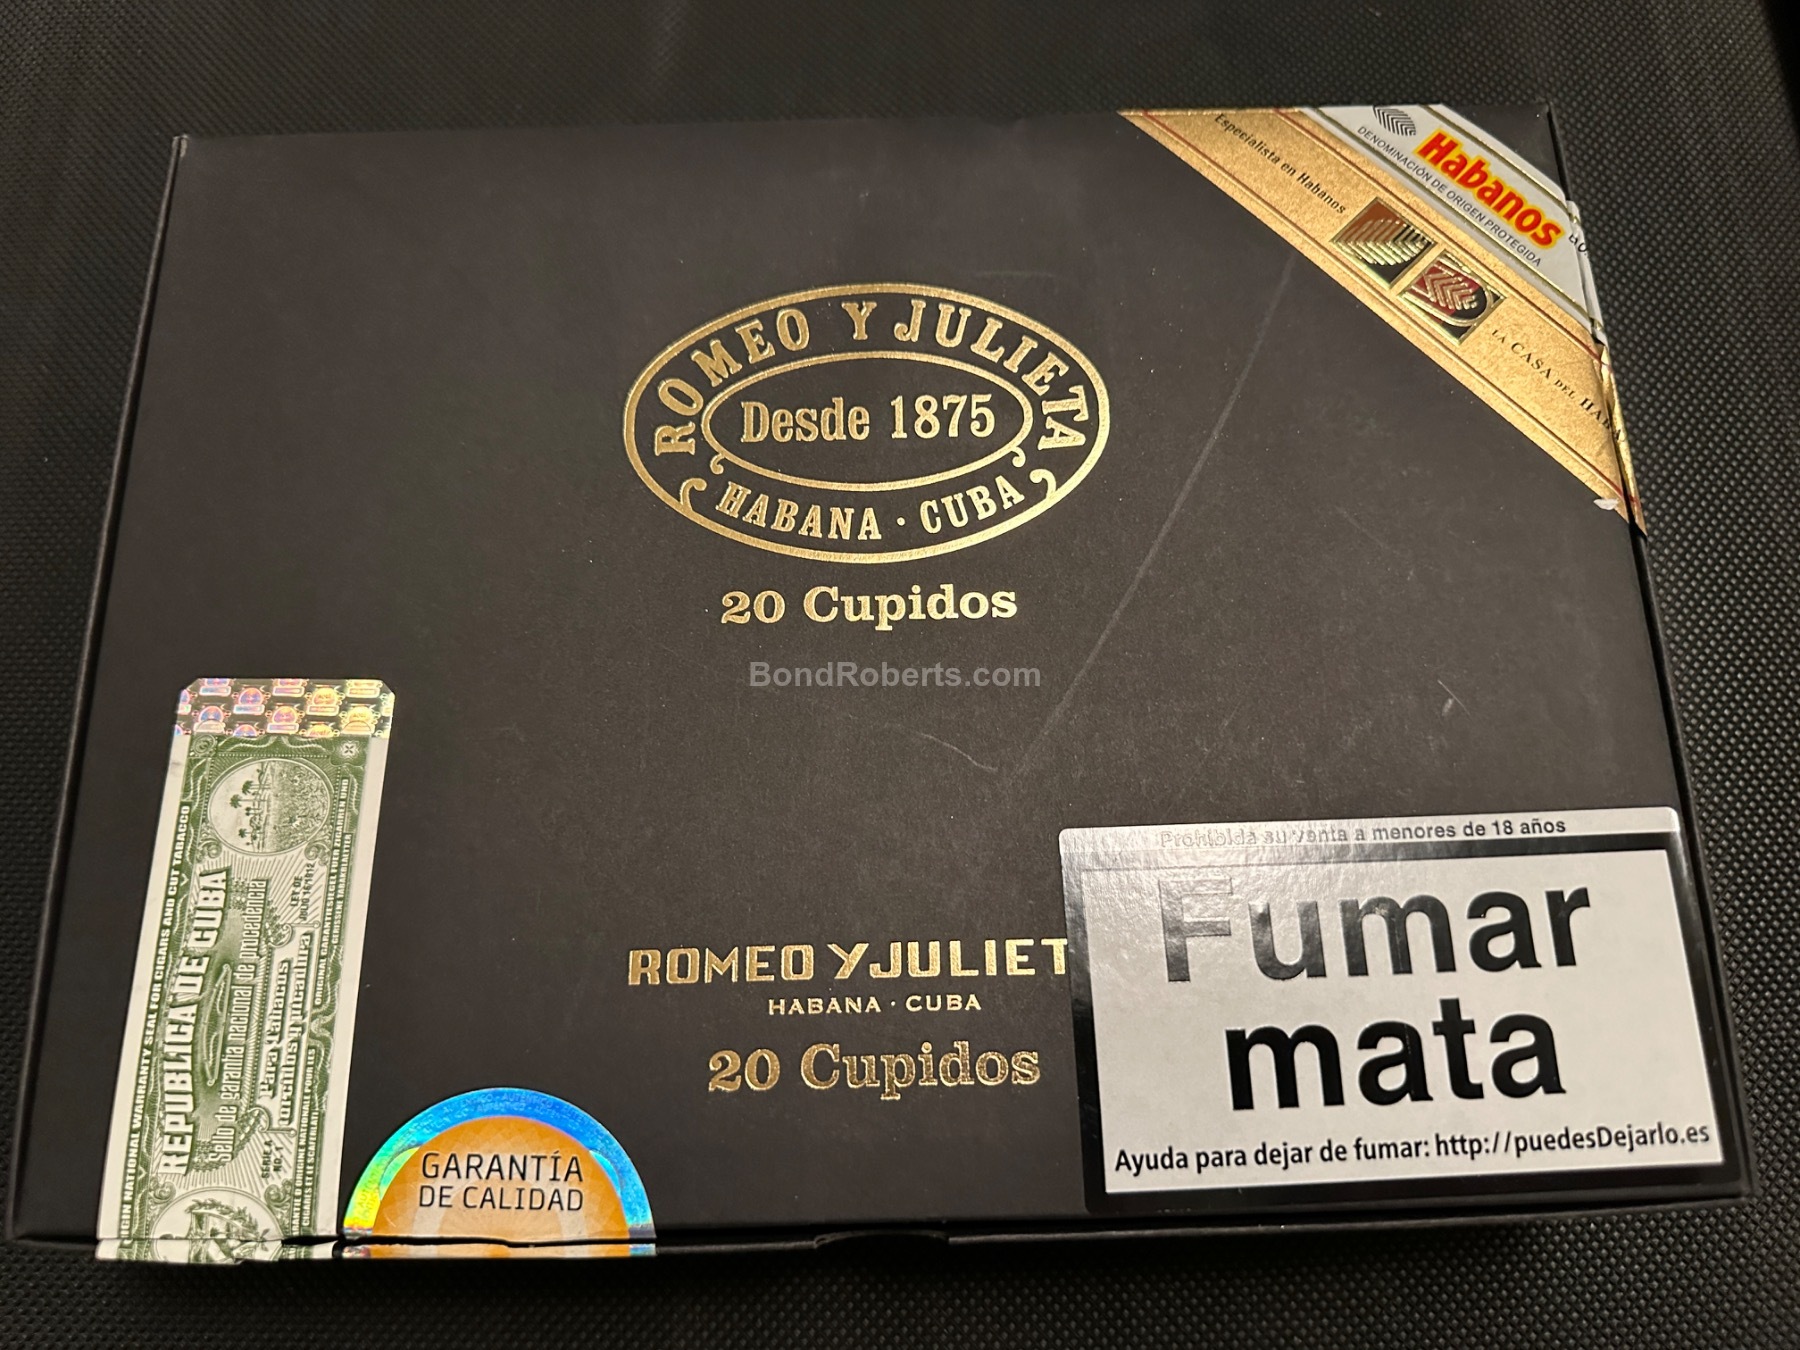 Habanos
DENOMINACIÓN DE ORIGEN PROTEGIDA
Especialista en Habanos
LA CASA DEL
ROMEO Y JULIETA
Desde 1875
HABANA · CUBA
20 Cupidos
BondRoberts.com
REPUBLICA DE CUBA
Sello de garantia nacional de procedencia
Para Tabacos
GARANTÍA
DE CALIDAD
ROMEO Y JULIET
HABANA · CUBA
20 Cupidos
Prohibida su venta a menores de 18 años
Fumar
mata
Ayuda para dejar de fumar: http://puedesDejarlo.es